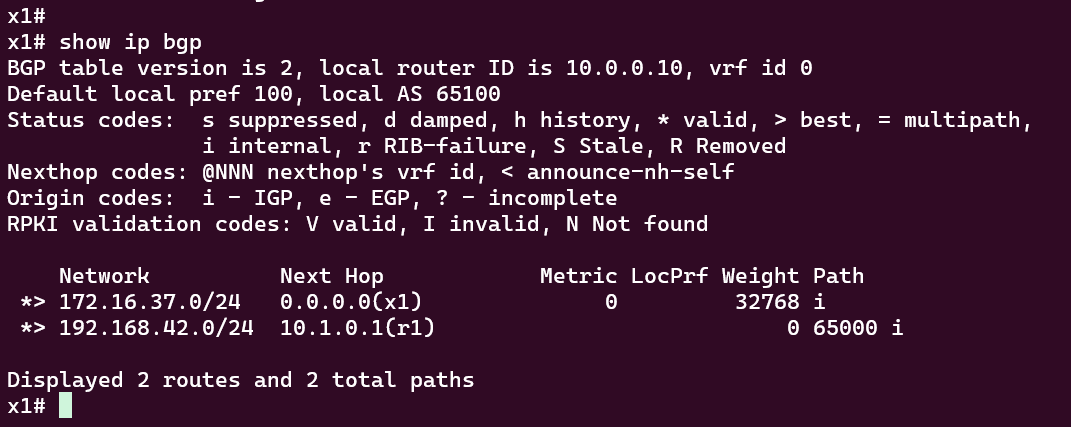 x1#
x1# show ip bgp
BGP table version is 2, local router ID is 10.0.0.10, vrf id 0
Default local pref 100, local AS 65100
Status codes:  s suppressed, d damped, h history, * valid, > best, = multipath,
               i internal, r RIB-failure, S Stale, R Removed
Nexthop codes: @NNN nexthop's vrf id, < announce-nh-self
Origin codes:  i - IGP, e - EGP, ? - incomplete
RPKI validation codes: V valid, I invalid, N Not found

    Network          Next Hop            Metric LocPrf Weight Path
 *> 172.16.37.0/24   0.0.0.0(x1)              0         32768 i
 *> 192.168.42.0/24  10.1.0.1(r1)                           0 65000 i

Displayed 2 routes and 2 total paths
x1#